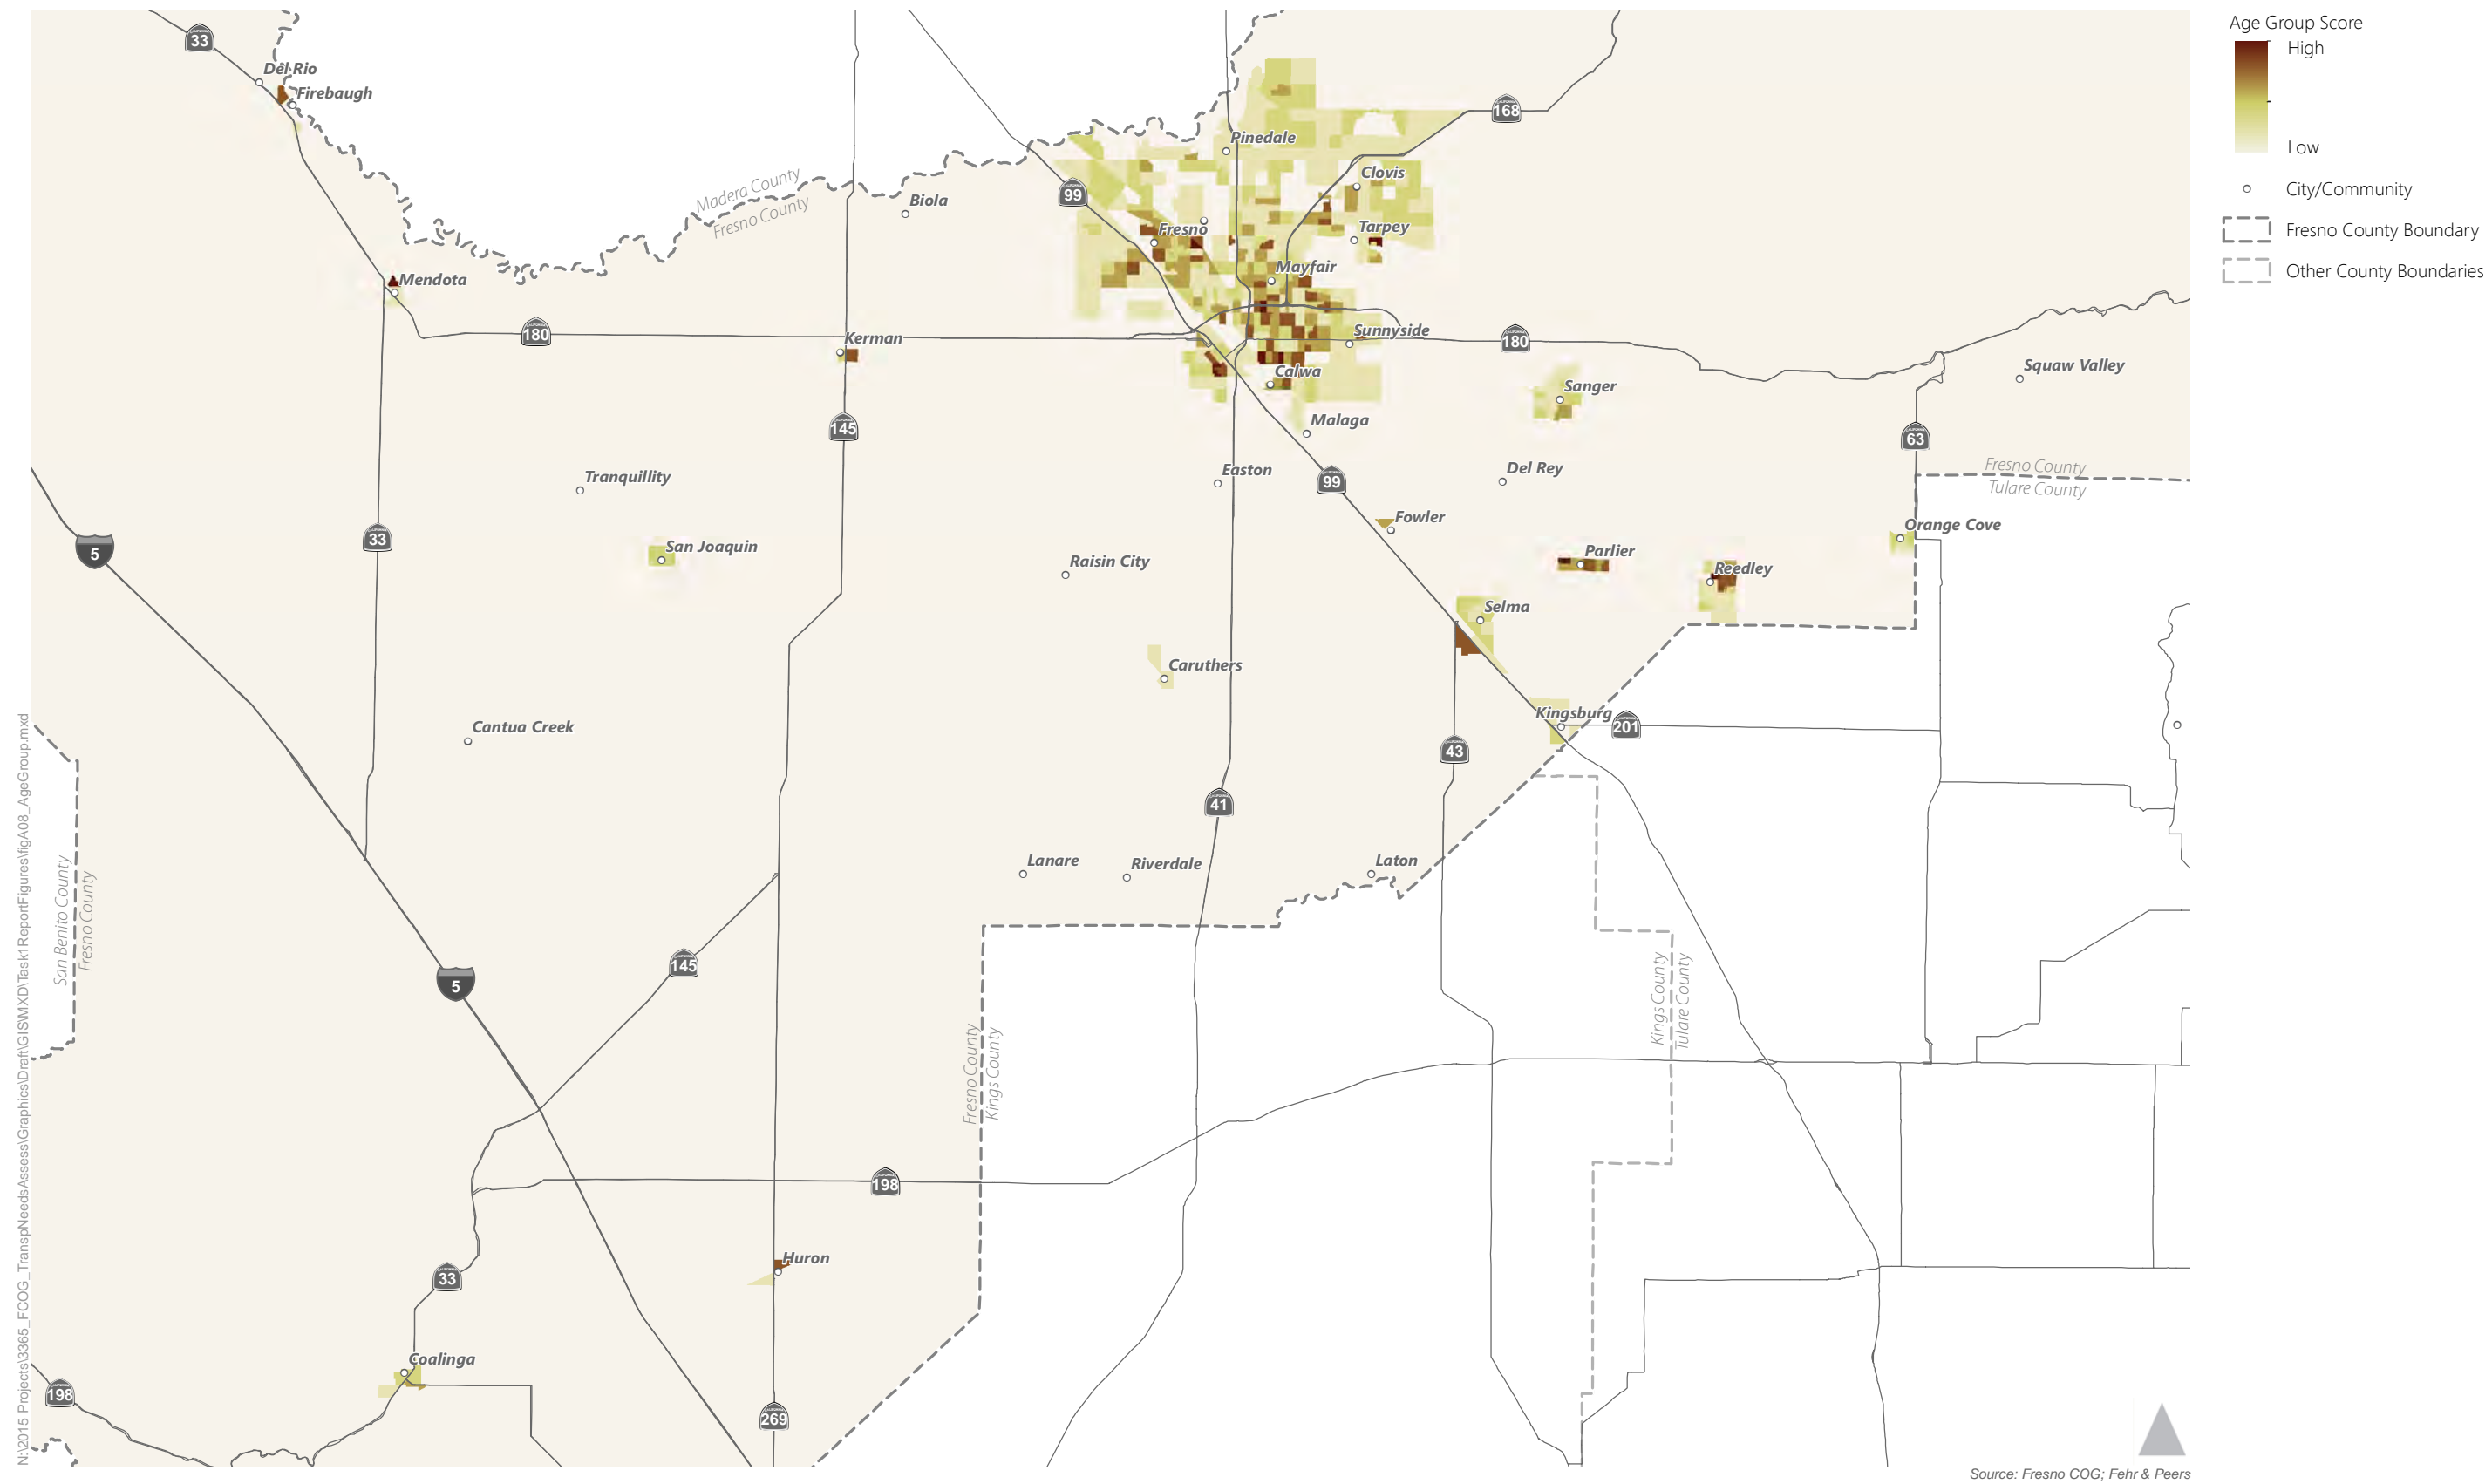 Age Group Score
High
Low
City/Community
Fresno County Boundary
Other County Boundaries
33
Del Rio
Firebaugh
168
Pinedale
Clovis
Madera County
Fresno County
99
Biola
Fresno
Tarpey
Mayfair
Mendota
180
Kerman
Sunnyside
180
Squaw Valley
Calwa
Sanger
145
Malaga
63
Tranquillity
Easton
99
Del Rey
Fresno County
Tulare County
33
5
San Joaquin
Raisin City
Fowler
Orange Cove
Parlier
Reedley
Selma
Caruthers
Cantua Creek
Kingsburg
201
43
41
Lanare
Riverdale
Laton
San Benito County
Fresno County
145
5
Fresno County
Kings County
Kings County
Tulare County
198
Huron
33
Coalinga
198
269
N:\2015 Projects\3365_FCOG_TranspNeedsAssess\Graphics\Draft\GIS\MXD\Task1ReportFigures\figA08_AgeGroup.mxd
Source: Fresno COG; Fehr & Peers